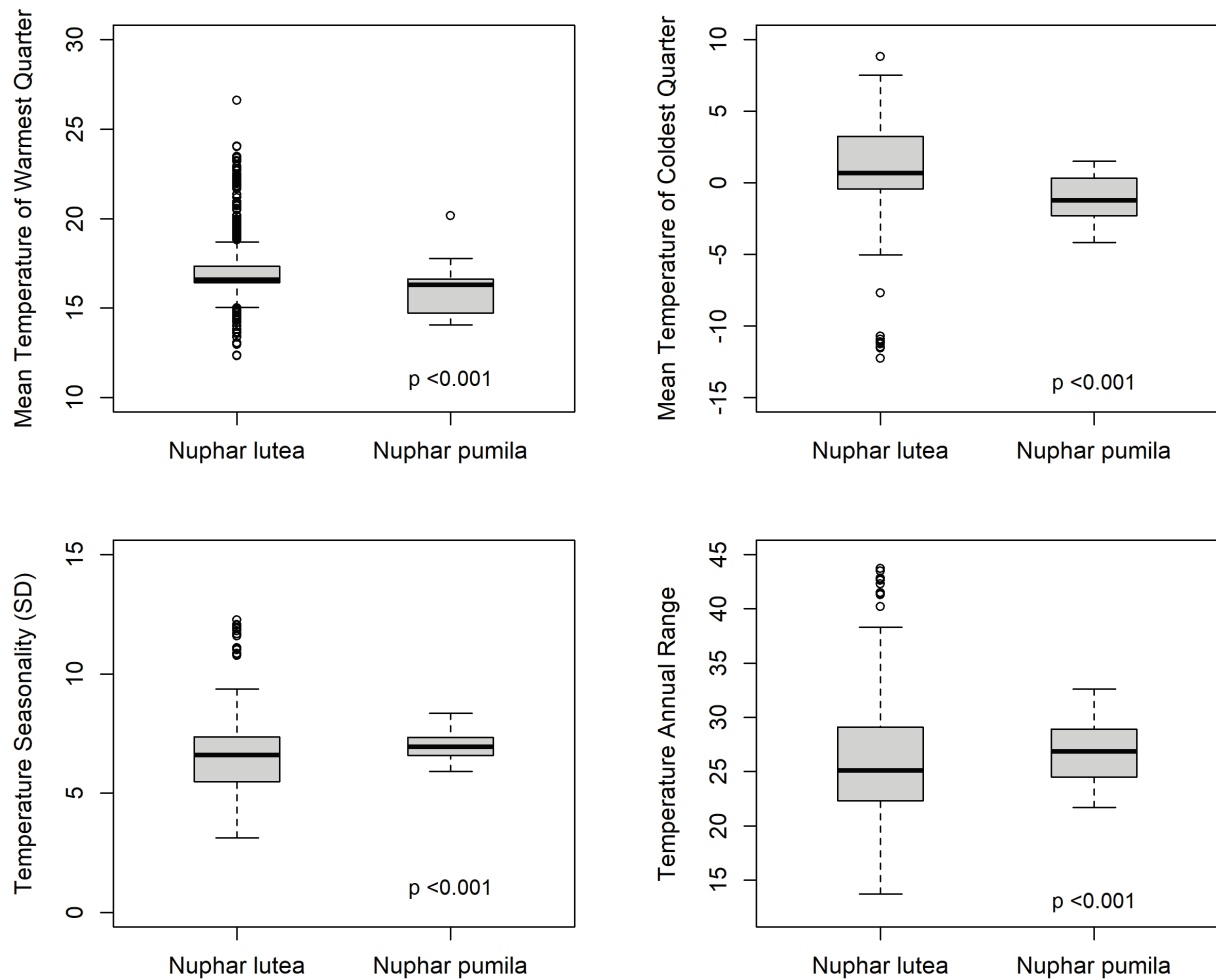 Mean Temperature of Warmest Quarter
30
25
20
15
10
p <0.001
Nuphar lutea
Nuphar pumila
Mean Temperature of Coldest Quarter
10
5
0
-5
-10
-15
p <0.001
Nuphar lutea
Nuphar pumila
Temperature Seasonality (SD)
15
10
5
0
p <0.001
Nuphar lutea
Nuphar pumila
Temperature Annual Range
45
40
35
30
25
20
15
p <0.001
Nuphar lutea
Nuphar pumila